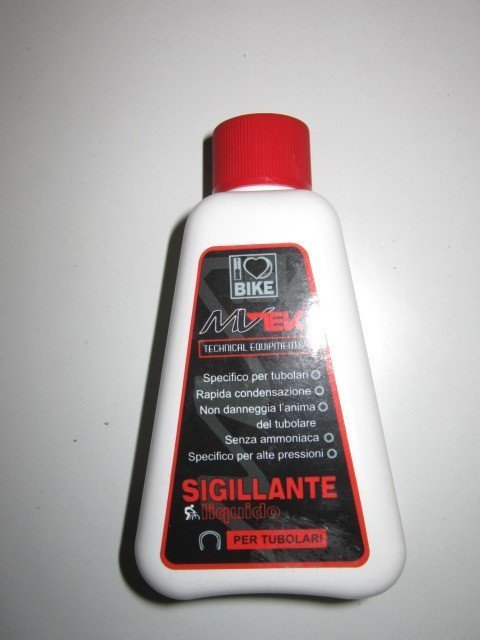 I
BIKE
MVTEK
TECHNICAL EQUIPMENTS
Specifico per tubolari
Rapida condensazione
Non danneggia l'anima
del tubolare
Senza ammoniaca
Specifico per alte pressioni
SIGILLANTE
liquido
PER TUBOLARI